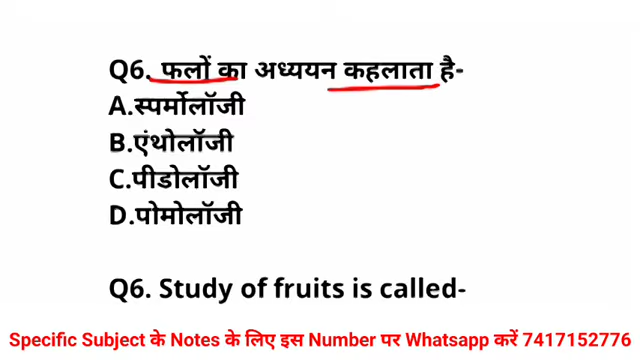 Q6. फलों का अध्ययन कहलाता है-
A.स्पर्मोलॉजी
B.एंथोलॉजी
C.पीडोलॉजी
D.पोमोलॉजी
Q6. Study of fruits is called-
Specific Subject के Notes के लिए इस Number पर Whatsapp करें 7417152776